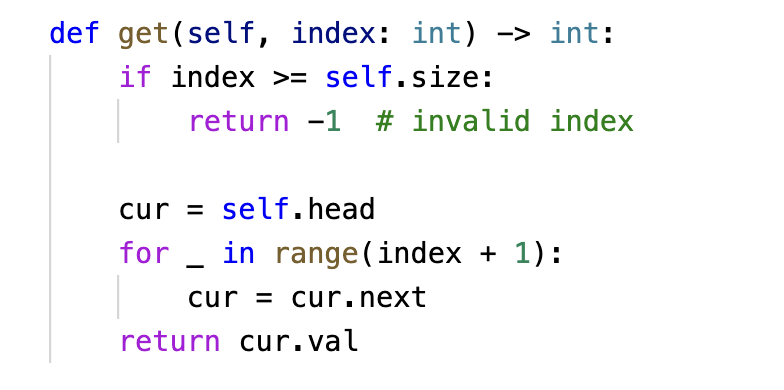 def get(self, index: int) -> int:
    if index >= self.size:
        return -1  # invalid index

    cur = self.head
    for _ in range(index + 1):
        cur = cur.next
    return cur.val